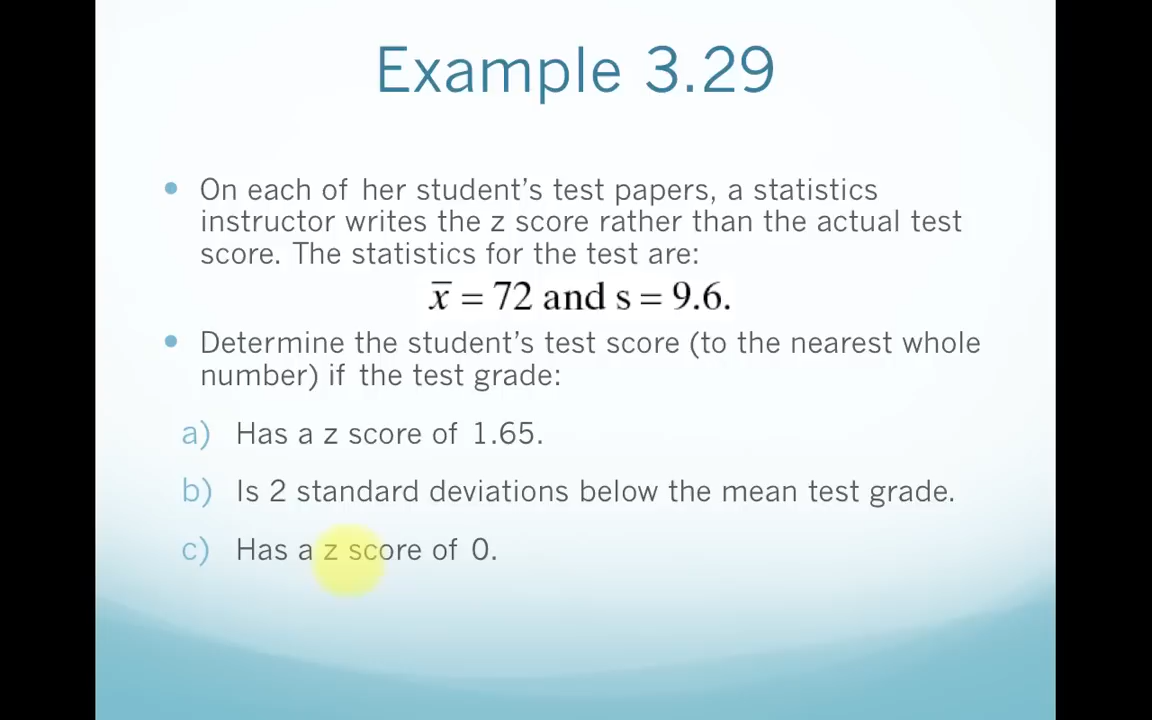 Example 3.29
• On each of her student's test papers, a statistics
instructor writes the z score rather than the actual test
score. The statistics for the test are:
x̅ = 72 and s = 9.6.
• Determine the student's test score (to the nearest whole
number) if the test grade:
a) Has a z score of 1.65.
b) Is 2 standard deviations below the mean test grade.
c) Has a z score of 0.